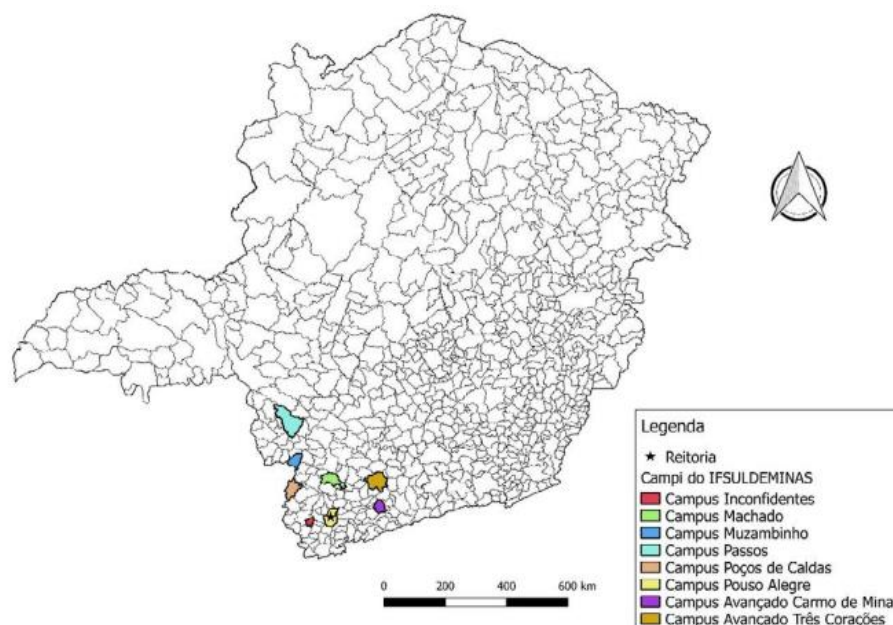 Legenda
Reitoria
Campi do IFSULDEMINAS
Campus Inconfidentes
Campus Machado
Campus Muzambinho
Campus Passos
Campus Poços de Caldas
Campus Pouso Alegre
Campus Avançado Carmo de Mina
Campus Avançado Três Corações
0 200 400 600 km